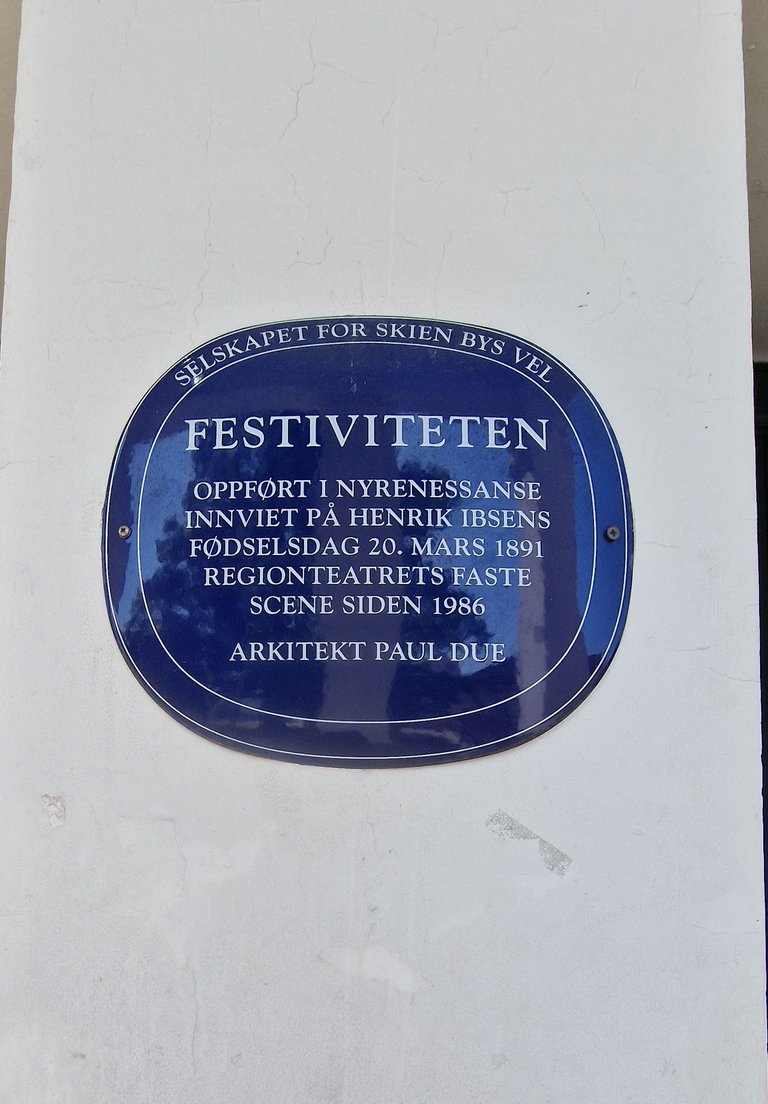 SELSKAPET FOR SKIEN BYS VEL
FESTIVITETEN
OPPFØRT I NYRENESSANSE
INNVIET PÅ HENRIK IBSENS
FØDSELSDAG 20. MARS 1891
REGIONTEATRETS FASTE
SCENE SIDEN 1986
ARKITEKT PAUL DUE